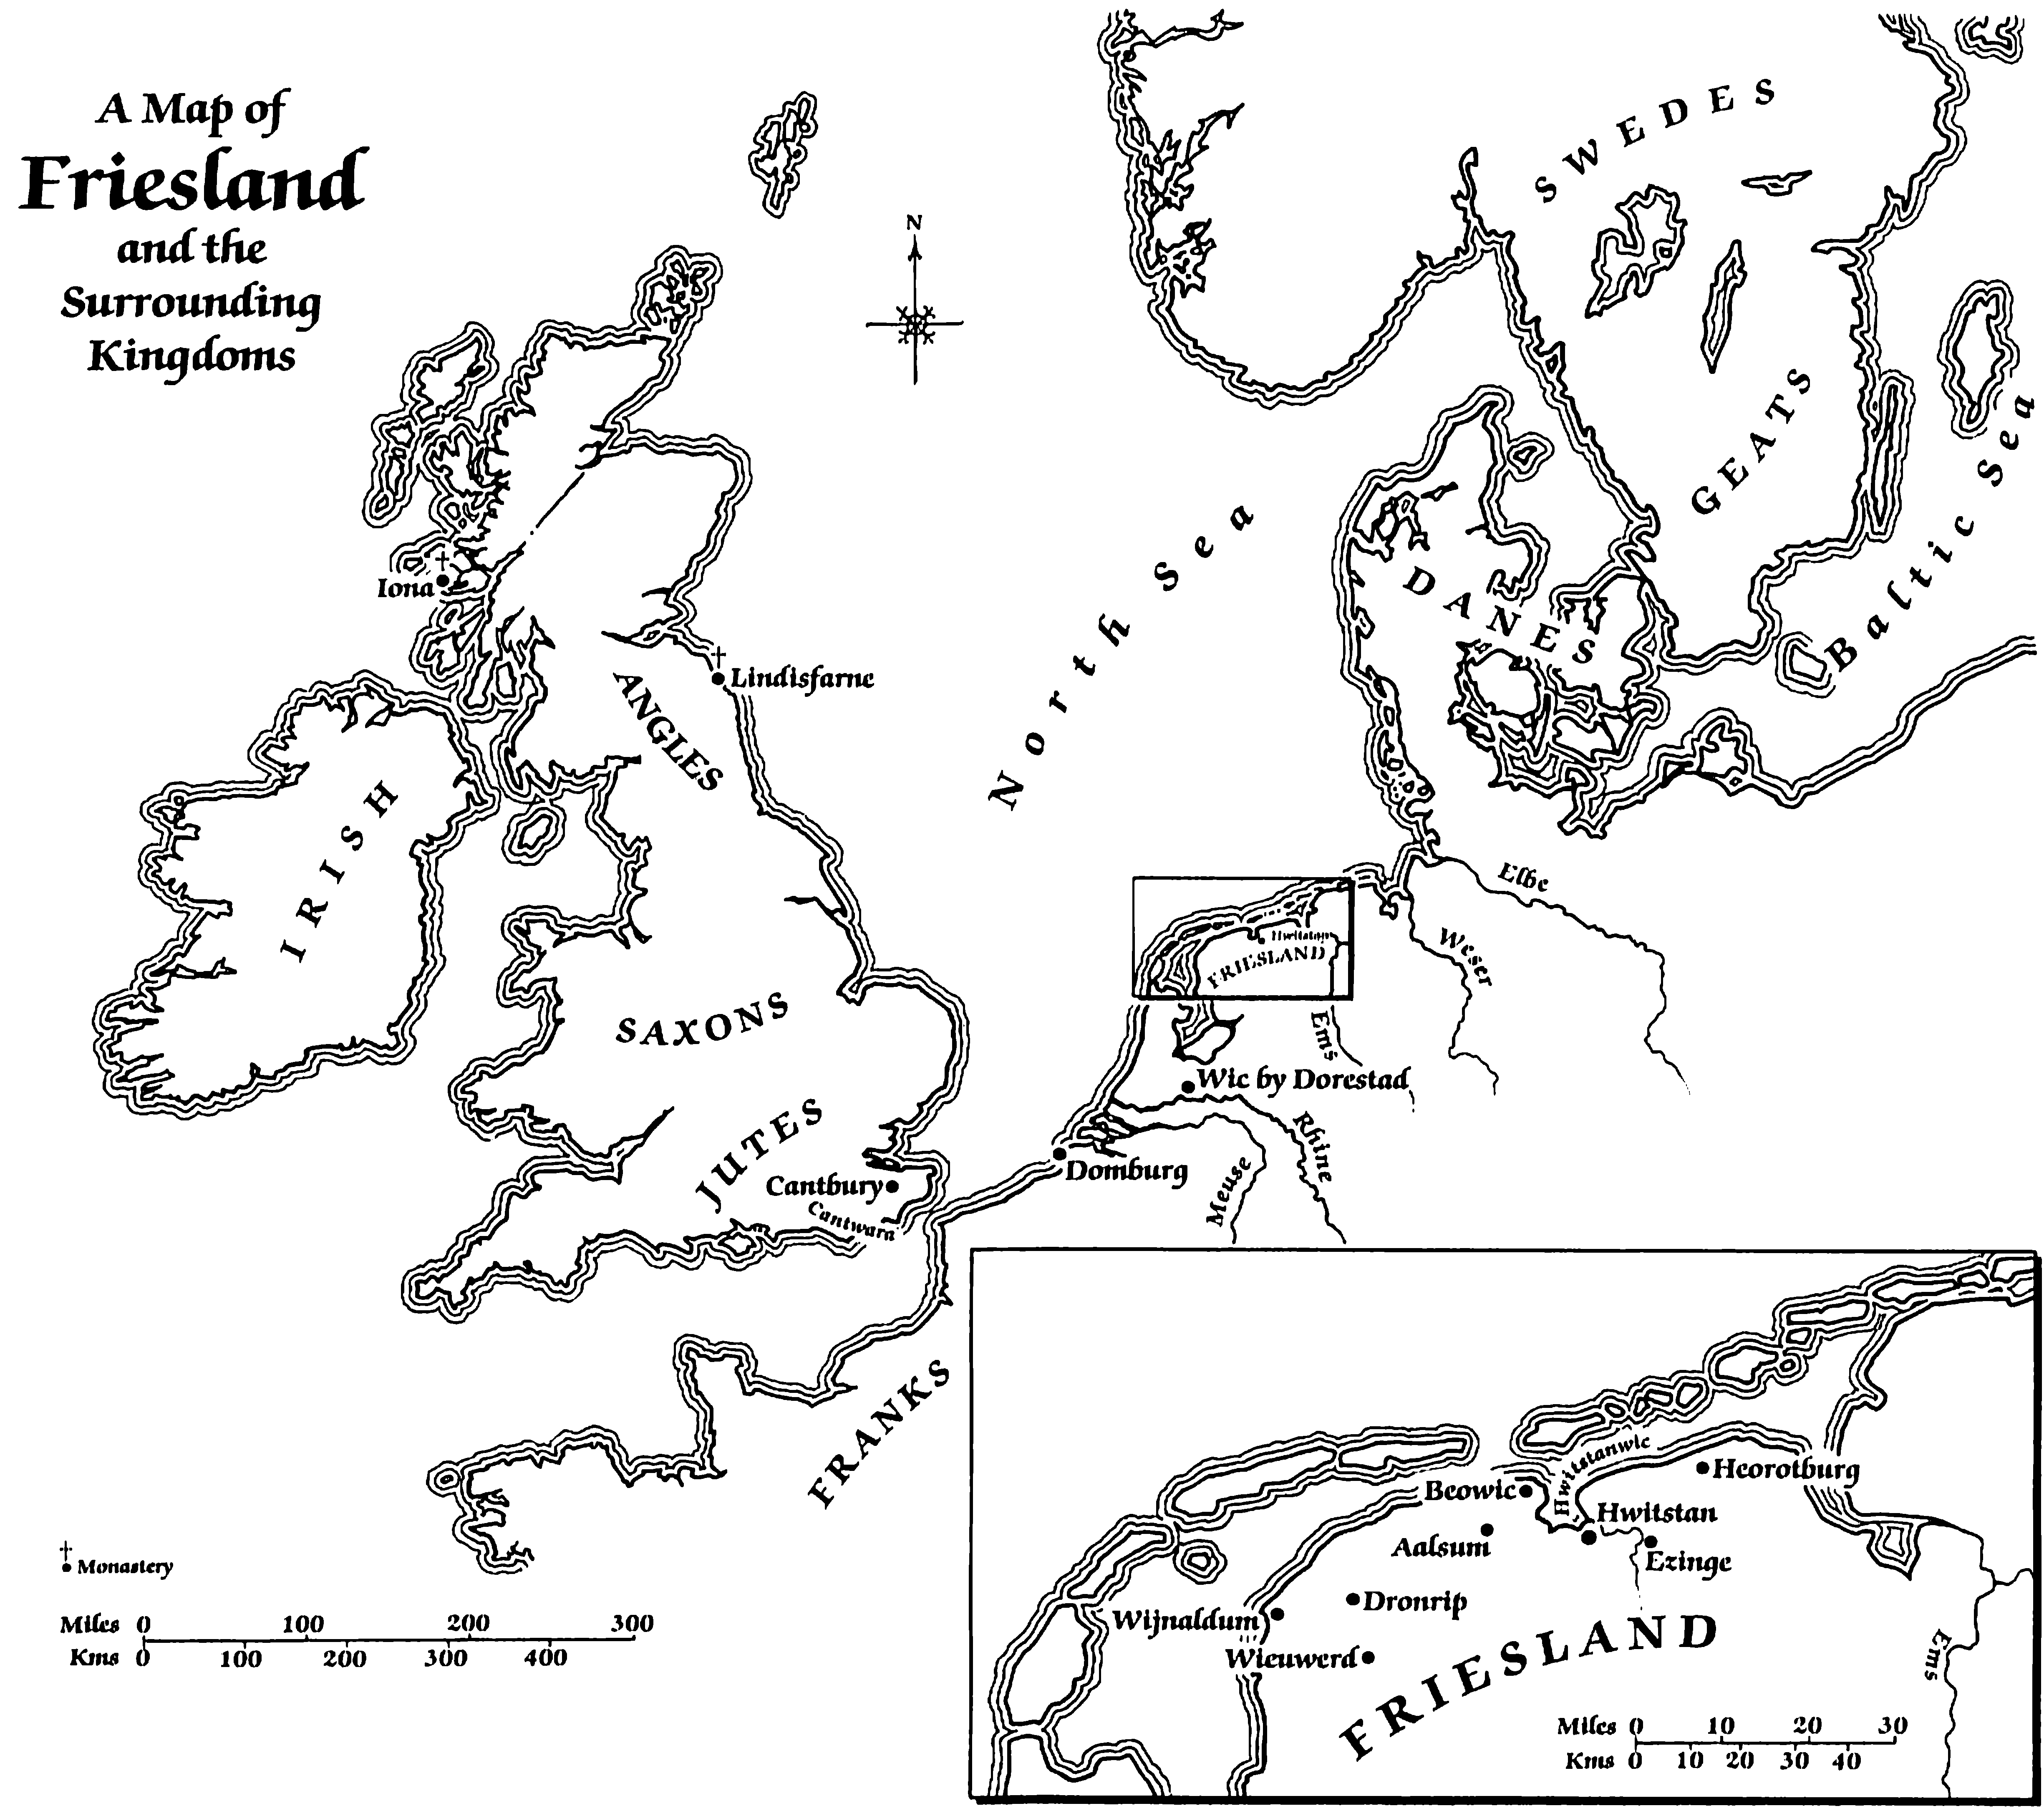 A Map of
Friesland
and the
Surrounding
Kingdoms
N
SWEDES
GEATS
Baltic Sea
North Sea
DANES
Iona
Lindisfarne
ANGLES
IRISH
Elbe
Weser
Hwitstan
FRIESLAND
Ems
SAXONS
Wic by Dorestad
JUTES
Rhine
Meuse
Domburg
Cantbury
Cantwara
FRANKS
Monastery
Miles 0 100 200 300
Kms 0 100 200 300 400
Hwitstanwic
Heorotburg
Beowic
Hwitstan
Aalsum
Ezinge
Dronrip
Wijnaldum
Wieuwerd
FRIESLAND
Ems
Miles 0 10 20 30
Kms 0 10 20 30 40